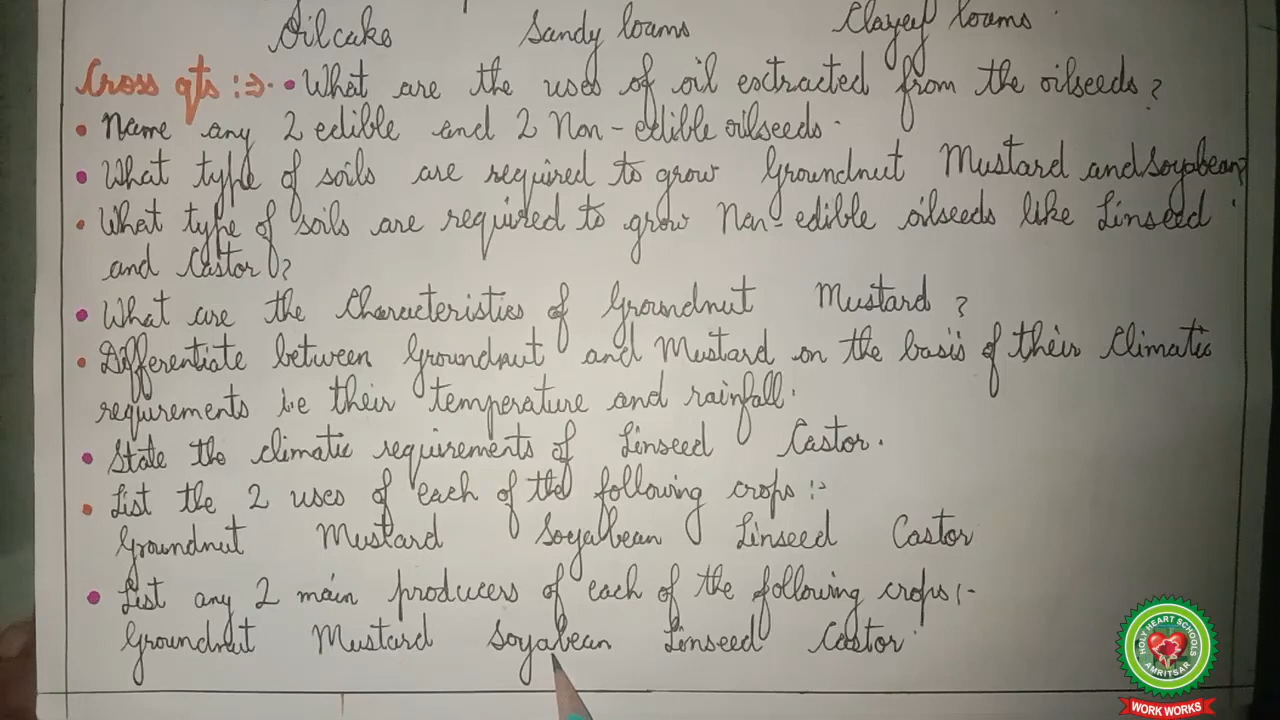 Oilcake Sandy loams Clayey loams
Cross qts :⇒ • What are the uses of oil extracted from the oilseeds?
• Name any 2 edible and 2 Non-edible oilseeds.
• What type of soils are required to grow Groundnut Mustard and Soyabean?
• What type of soils are required to grow Non-edible oilseeds like Linseed
and Castor?
• What are the Characteristics of Groundnut Mustard?
• Differentiate between Groundnut and Mustard on the basis of their Climatic
requirements i.e their temperature and rainfall.
• State the climatic requirements of Linseed Castor.
• List the 2 uses of each of the following crops :-
Groundnut Mustard Soyabean Linseed Castor
• List any 2 main producers of each of the following crops :-
Groundnut Mustard Soyabean Linseed Castor
HOLY HEART SCHOOLS
AMRITSAR
WORK WORKS